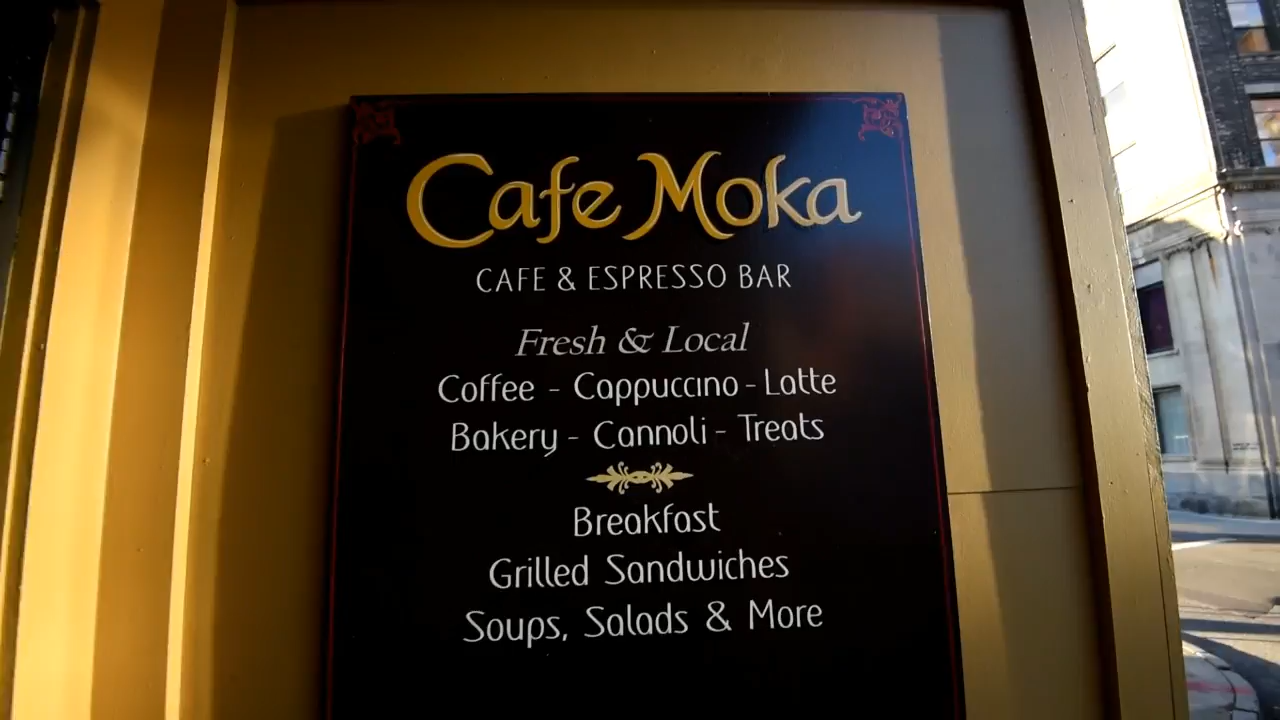 Cafe Moka
CAFE & ESPRESSO BAR
Fresh & Local
Coffee - Cappuccino - Latte
Bakery - Cannoli - Treats
Breakfast
Grilled Sandwiches
Soups, Salads & More